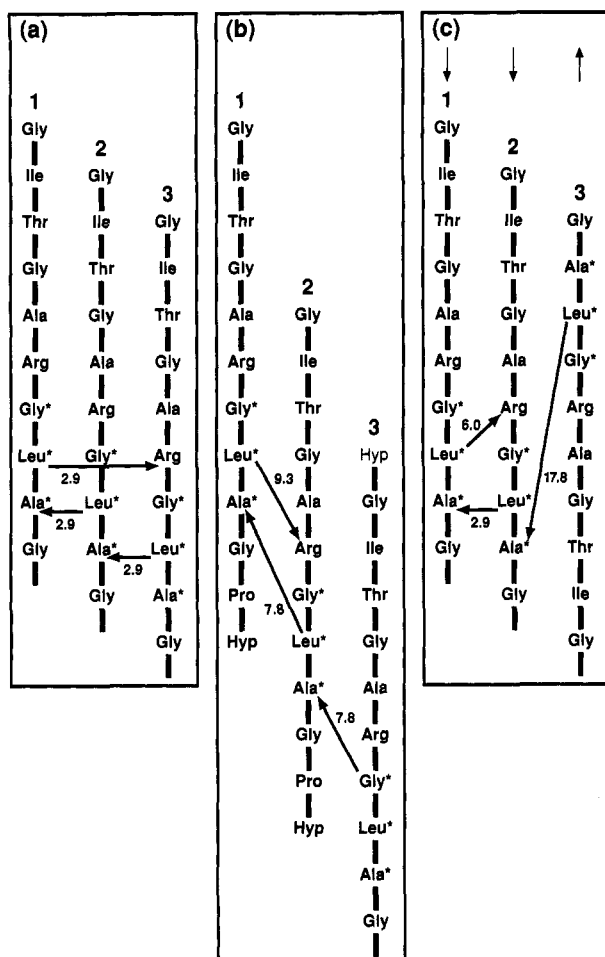 (a)
1
Gly
Ile
Thr
Gly
Ala
Arg
Gly*
Leu*
Ala*
Gly
2
Gly
Ile
Thr
Gly
Ala
Arg
Gly*
Leu*
Ala*
Gly
3
Gly
Ile
Thr
Gly
Ala
Arg
Gly*
Leu*
Ala*
Gly
2.9
2.9
2.9
(b)
1
Gly
Ile
Thr
Gly
Ala
Arg
Gly*
Leu*
Ala*
Gly
Pro
Hyp
2
Gly
Ile
Thr
Gly
Ala
Arg
Gly*
Leu*
Ala*
Gly
Pro
Hyp
3
Hyp
Gly
Ile
Thr
Gly
Ala
Arg
Gly*
Leu*
Ala*
Gly
9.3
7.8
7.8
(c)
1
Gly
Ile
Thr
Gly
Ala
Arg
Gly*
Leu*
Ala*
Gly
2
Gly
Ile
Thr
Gly
Ala
Arg
Gly*
Leu*
Ala*
Gly
3
Gly
Ala*
Leu*
Gly*
Arg
Ala
Gly
Thr
Ile
Gly
6.0
17.8
2.9